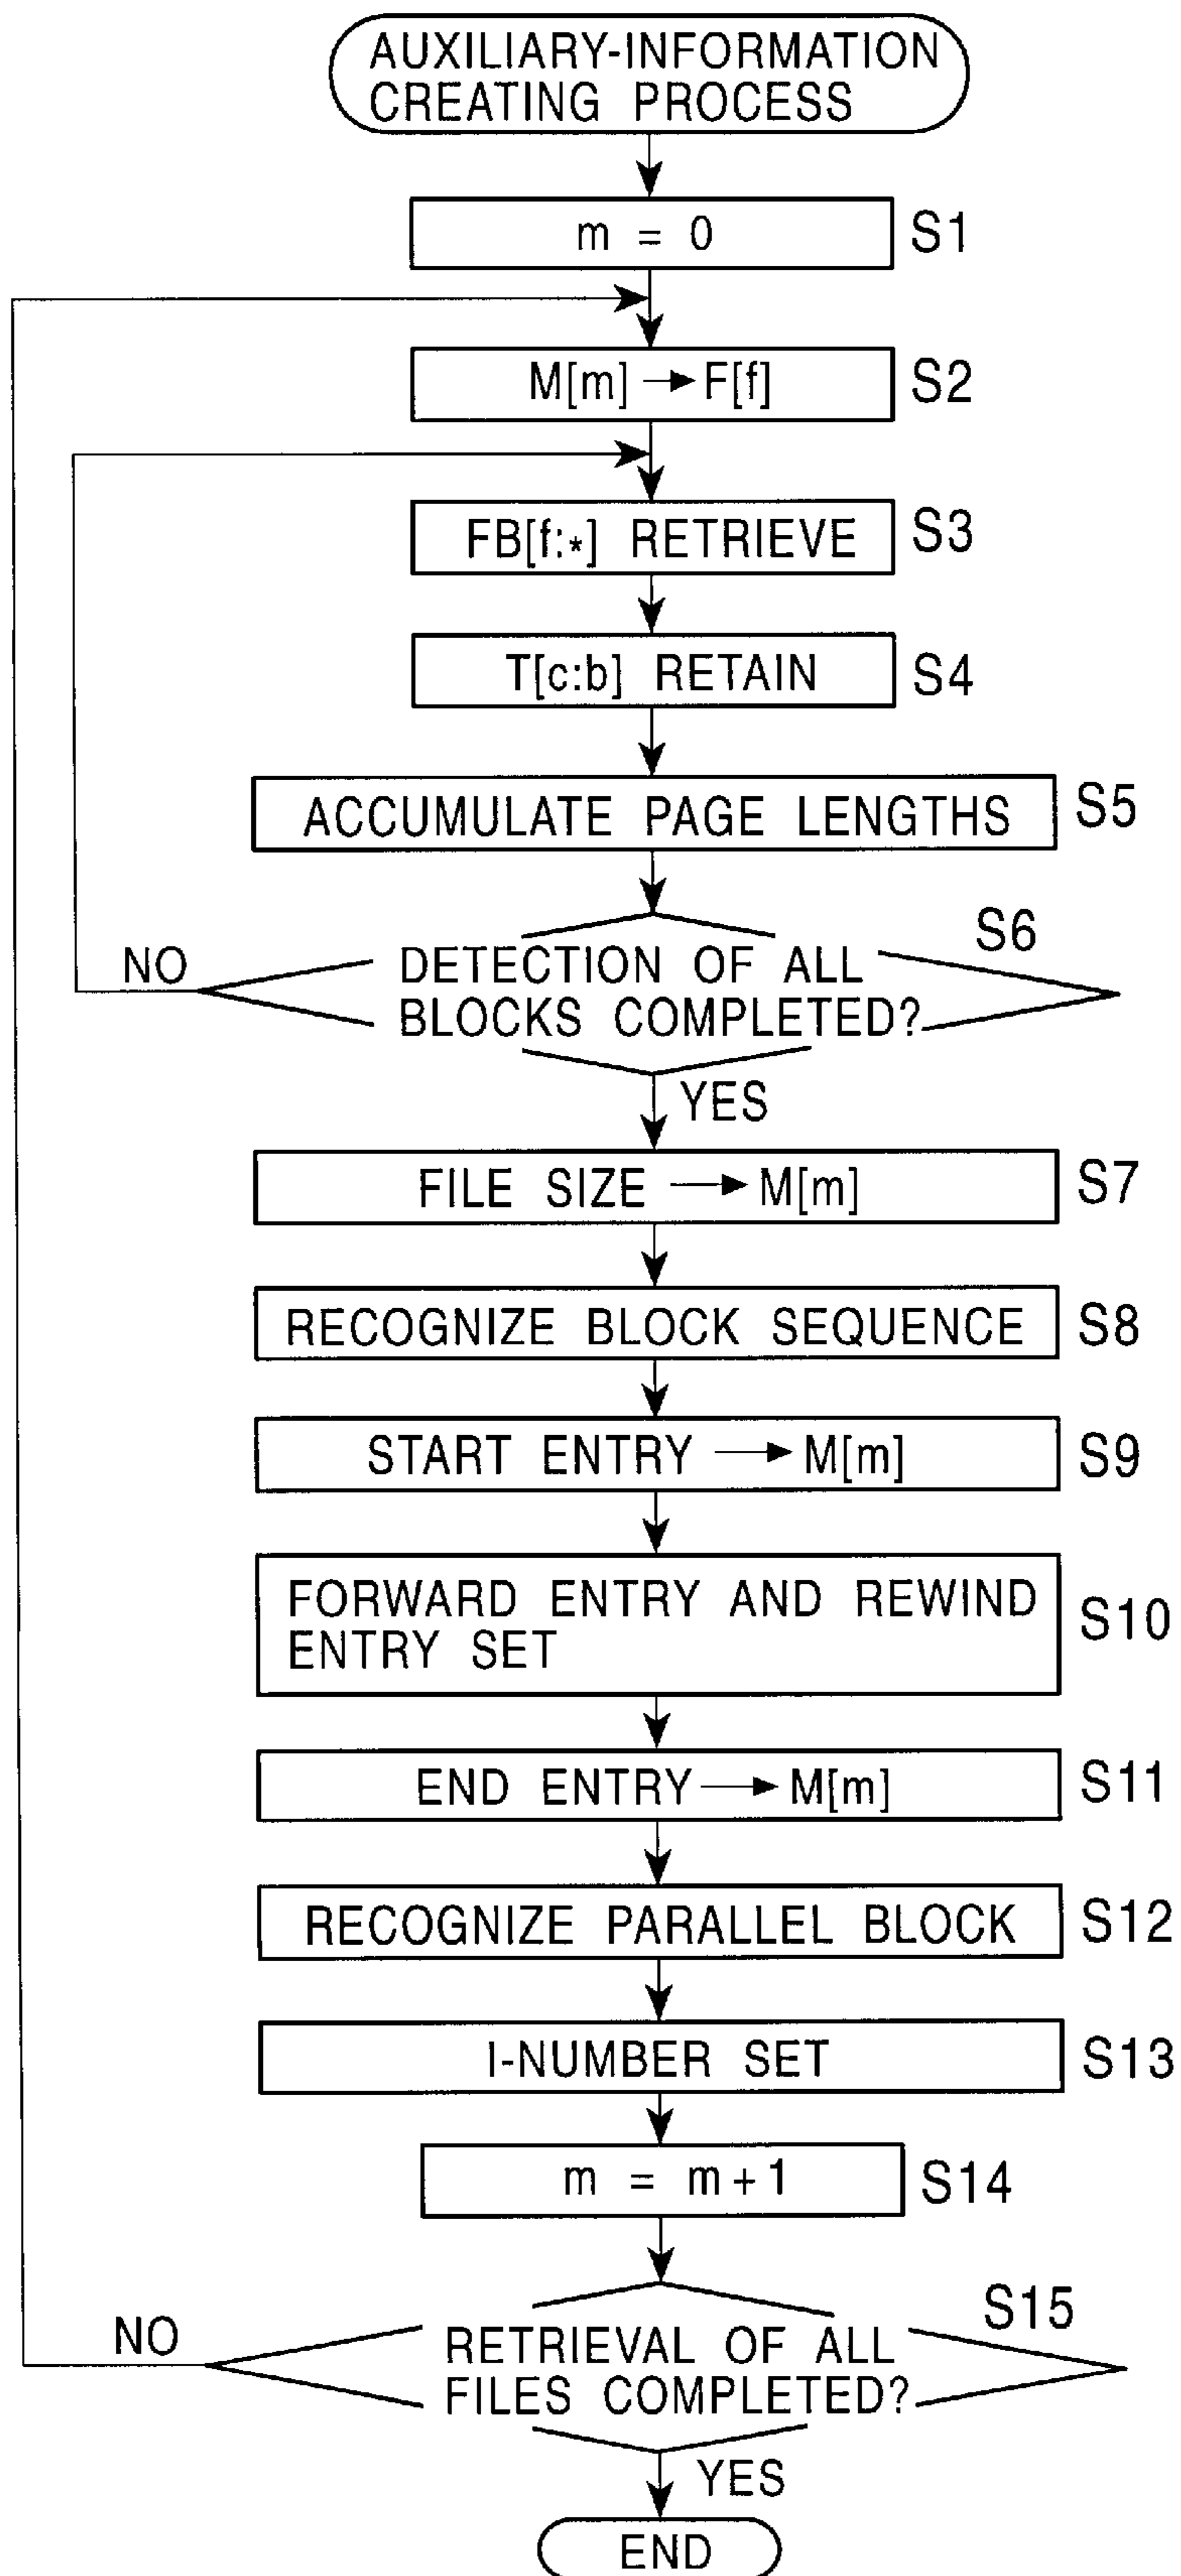 AUXILIARY-INFORMATION
CREATING PROCESS
m = 0 S1
M[m] → F[f] S2
FB[f:*] RETRIEVE S3
T[c:b] RETAIN S4
ACCUMULATE PAGE LENGTHS S5
S6
NO DETECTION OF ALL
BLOCKS COMPLETED?
YES
FILE SIZE → M[m] S7
RECOGNIZE BLOCK SEQUENCE S8
START ENTRY → M[m] S9
FORWARD ENTRY AND REWIND
ENTRY SET S10
END ENTRY → M[m] S11
RECOGNIZE PARALLEL BLOCK S12
I-NUMBER SET S13
m = m+1 S14
S15
NO RETRIEVAL OF ALL
FILES COMPLETED?
YES
END